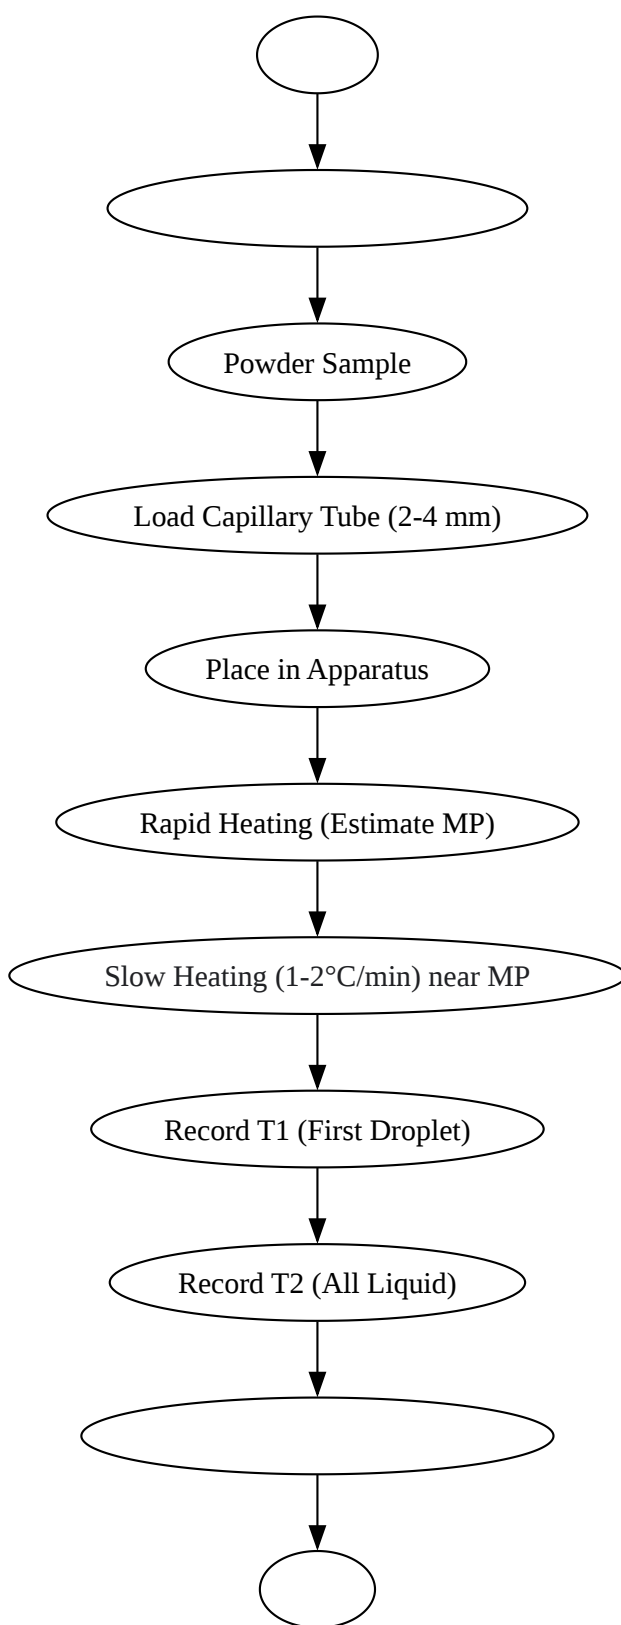 Powder Sample
Load Capillary Tube (2-4 mm)
Place in Apparatus
Rapid Heating (Estimate MP)
Slow Heating (1-2°C/min) near MP
Record T1 (First Droplet)
Record T2 (All Liquid)